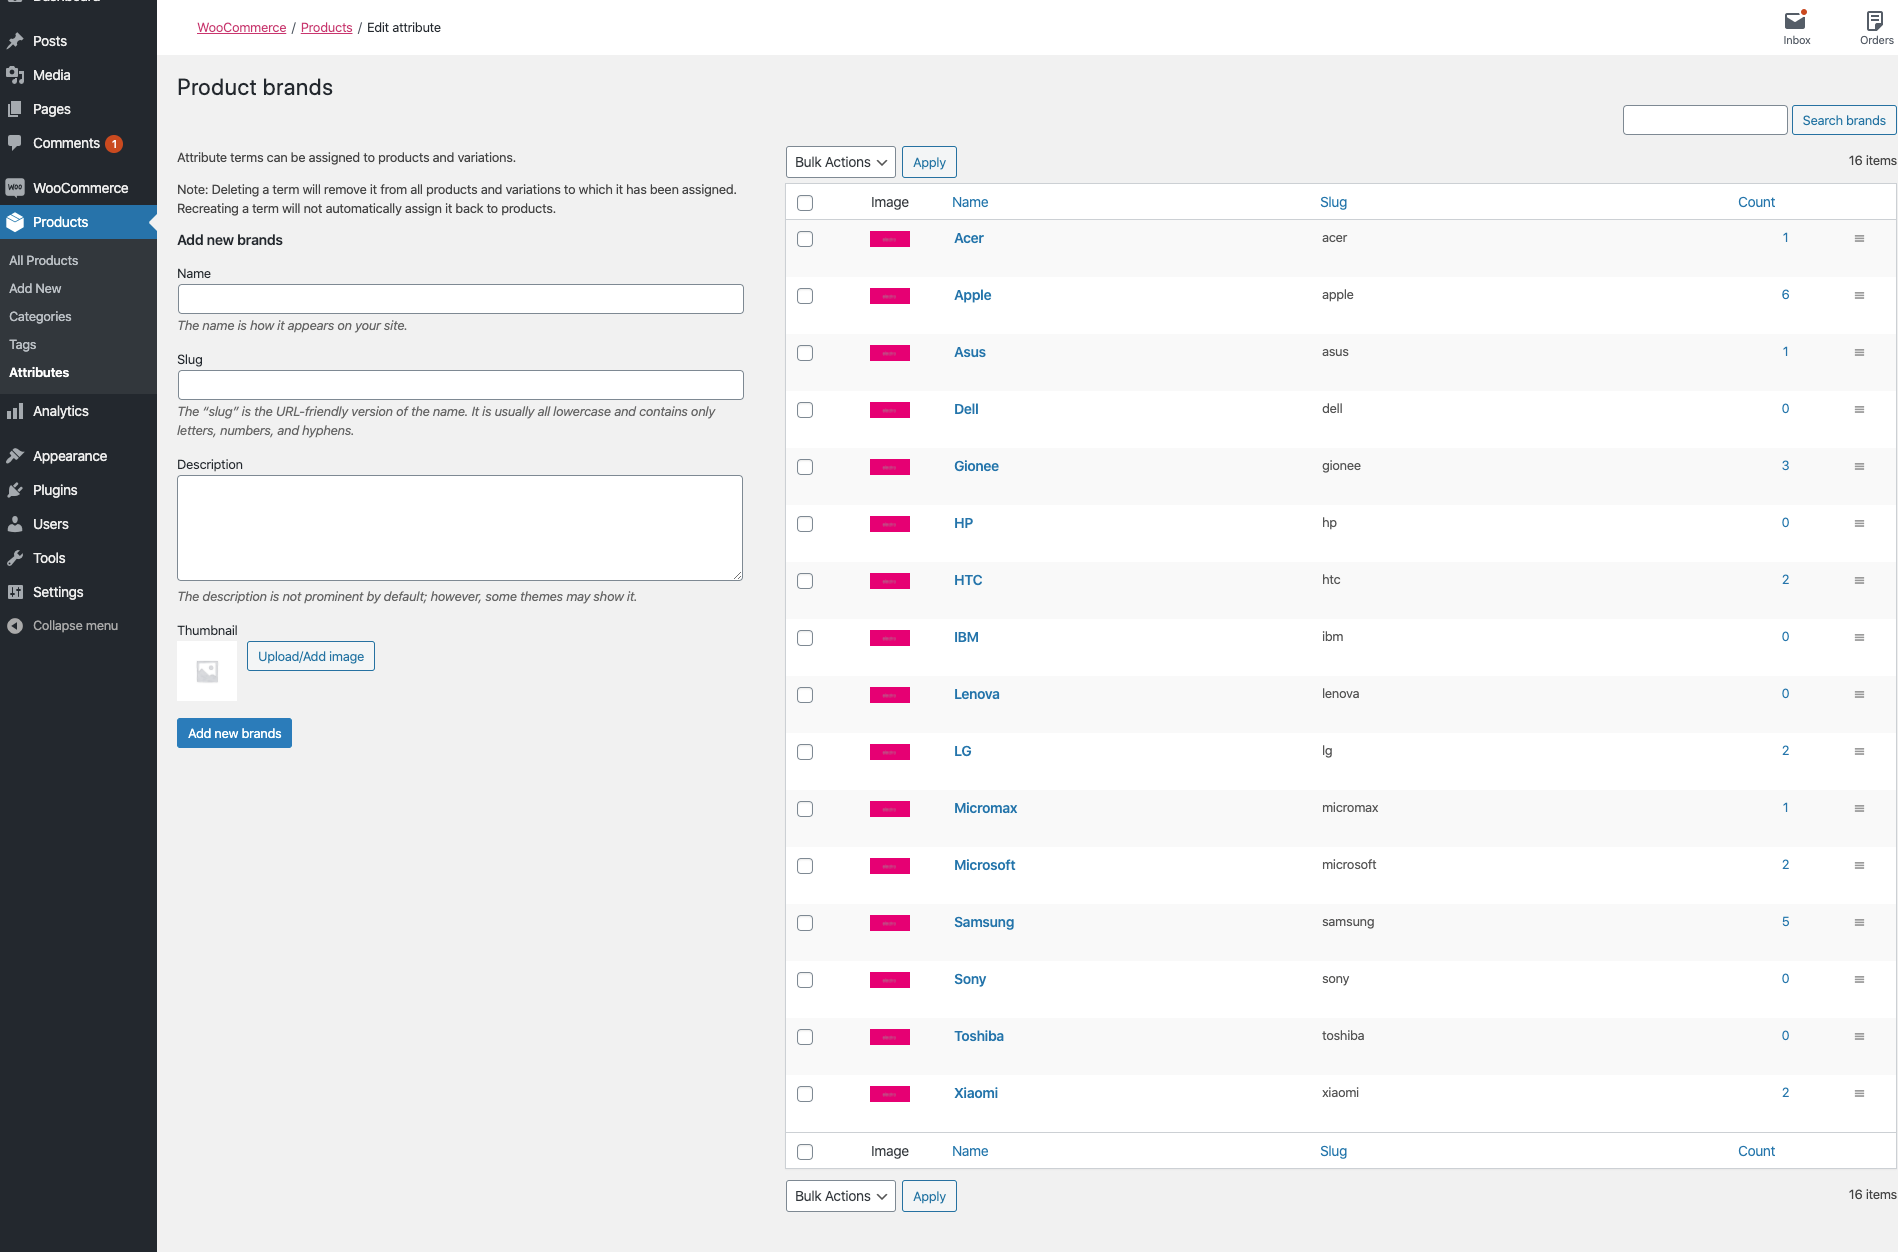 Posts
Media
Pages
Comments 1
WooCommerce
Products
All Products
Add New
Categories
Tags
Attributes
Analytics
Appearance
Plugins
Users
Tools
Settings
Collapse menu
WooCommerce / Products / Edit attribute
Inbox
Orders
Product brands
Search brands
Attribute terms can be assigned to products and variations.
Note: Deleting a term will remove it from all products and variations to which it has been assigned.
Recreating a term will not automatically assign it back to products.
Add new brands
Name
The name is how it appears on your site.
Slug
The “slug” is the URL-friendly version of the name. It is usually all lowercase and contains only
letters, numbers, and hyphens.
Description
The description is not prominent by default; however, some themes may show it.
Thumbnail
Upload/Add image
Add new brands
Bulk Actions Apply 16 items
Image Name Slug Count
Acer acer 1
Apple apple 6
Asus asus 1
Dell dell 0
Gionee gionee 3
HP hp 0
HTC htc 2
IBM ibm 0
Lenova lenova 0
LG lg 2
Micromax micromax 1
Microsoft microsoft 2
Samsung samsung 5
Sony sony 0
Toshiba toshiba 0
Xiaomi xiaomi 2
Image Name Slug Count
Bulk Actions Apply 16 items